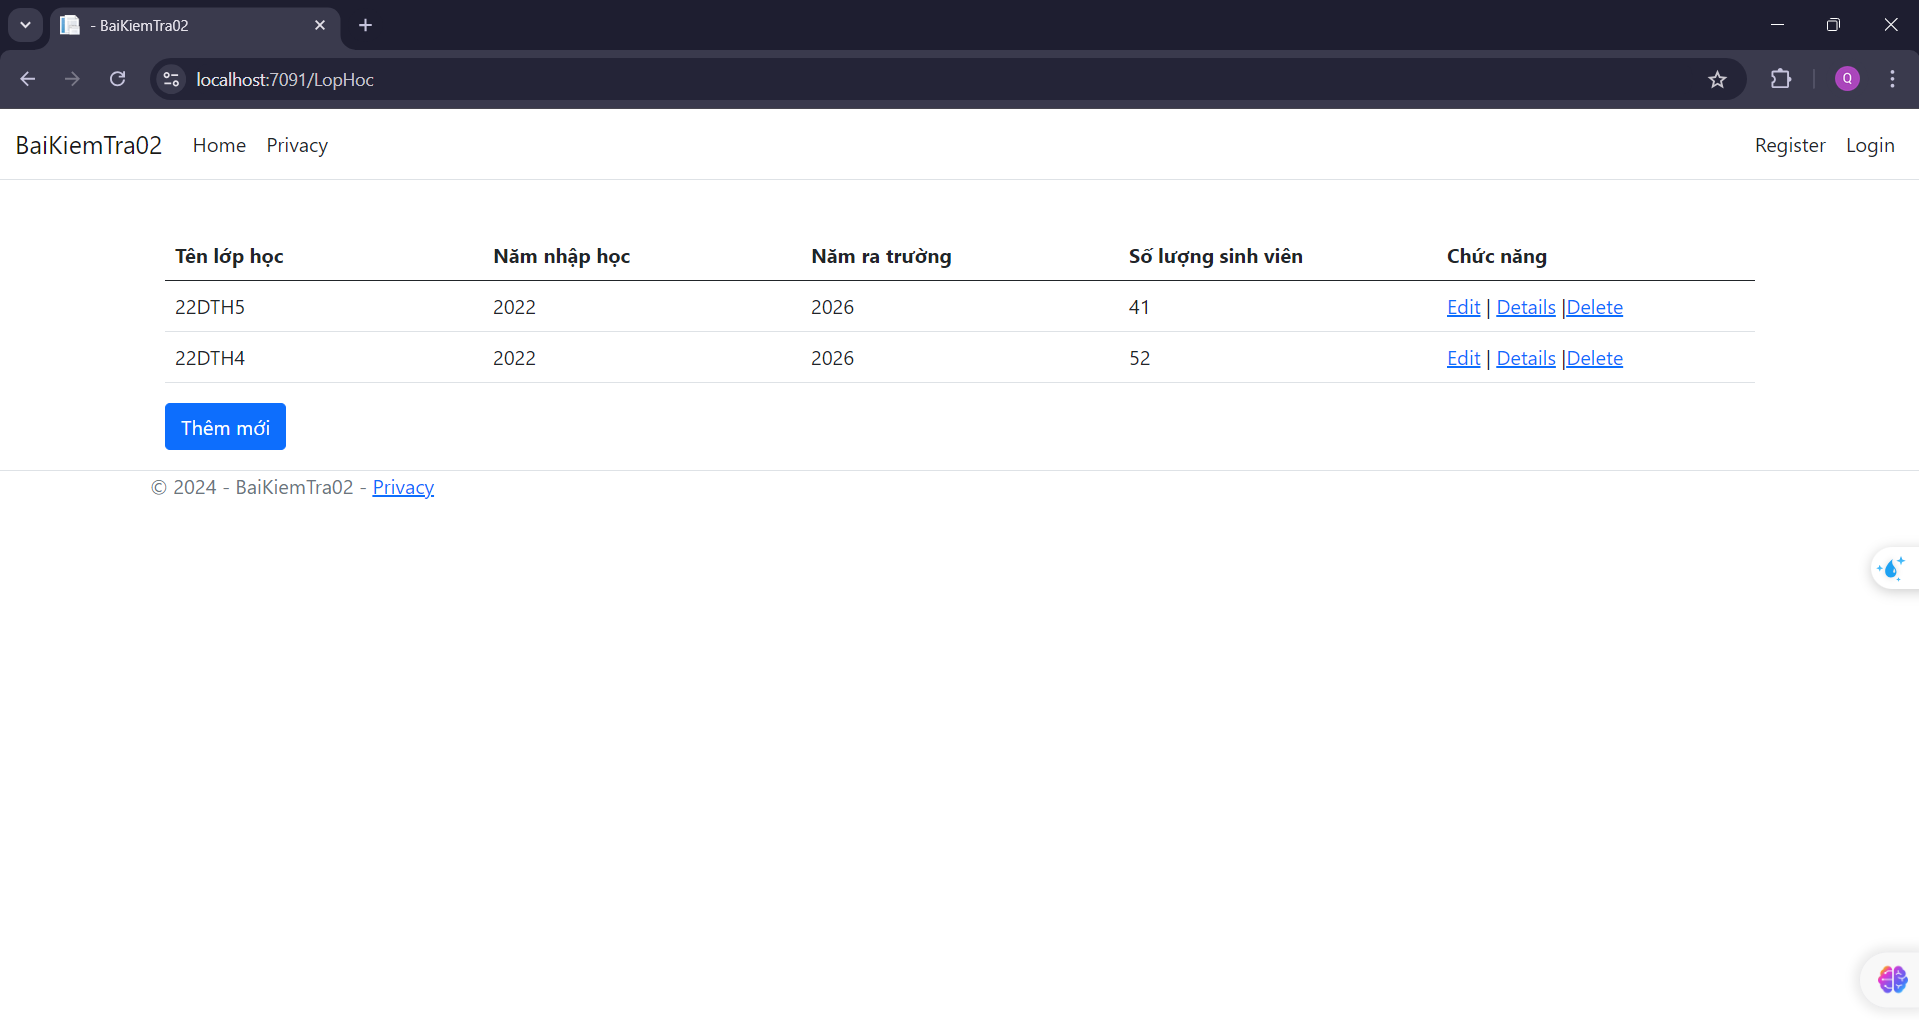 - BaiKiemTra02
localhost:7091/LopHoc
Q
BaiKiemTra02 Home Privacy Register Login
Tên lớp học Năm nhập học Năm ra trường Số lượng sinh viên Chức năng
22DTH5 2022 2026 41 Edit | Details |Delete
22DTH4 2022 2026 52 Edit | Details |Delete
Thêm mới
© 2024 - BaiKiemTra02 - Privacy